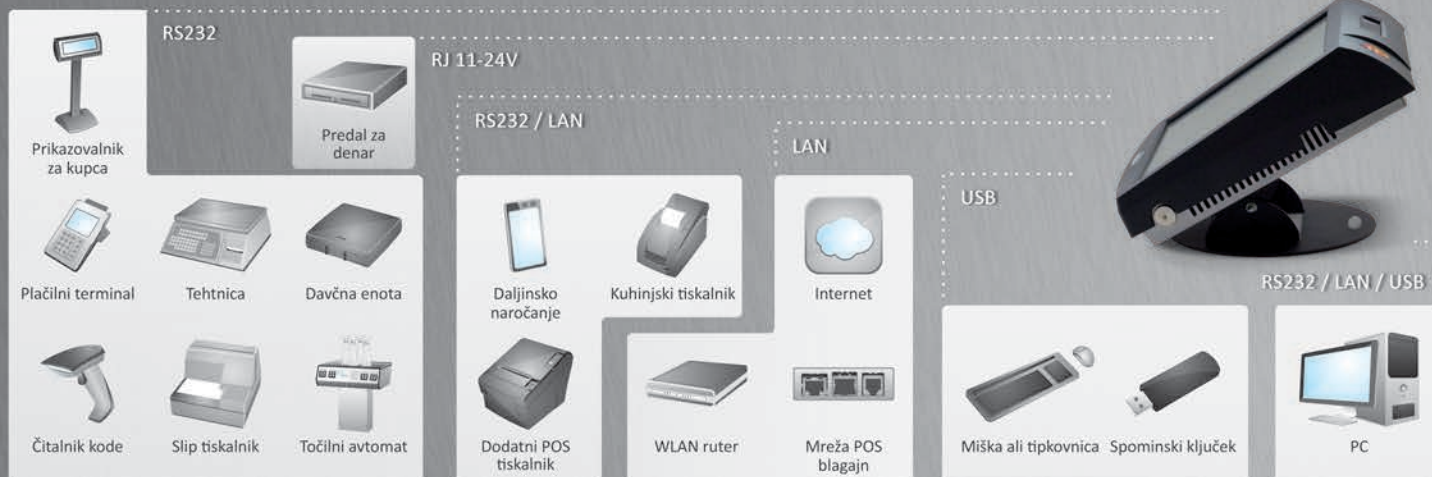 RS232
Prikazovalnik
za kupca
Plačilni terminal
Tehtnica
Davčna enota
Čitalnik kode
Slip tiskalnik
Točilni avtomat
RJ 11-24V
Predal za
denar
RS232 / LAN
Daljinsko
naročanje
Kuhinjski tiskalnik
Dodatni POS
tiskalnik
LAN
Internet
WLAN ruter
Mreža POS
blagajn
USB
Miška ali tipkovnica
Spominski ključek
RS232 / LAN / USB
PC